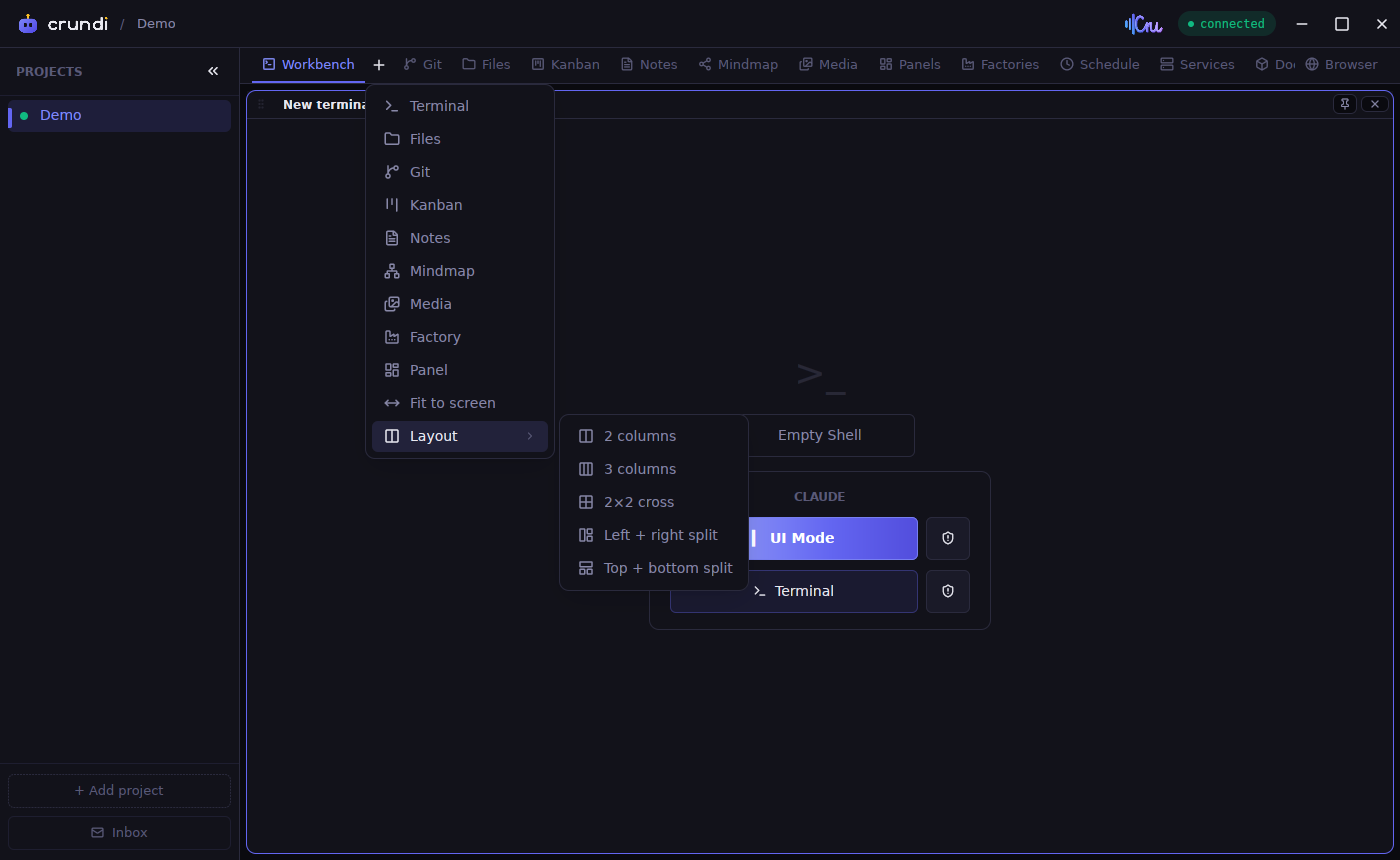 crundi / Demo
Cru
connected
PROJECTS
Workbench
Git
Files
Kanban
Notes
Mindmap
Media
Panels
Factories
Schedule
Services
Browser
Demo
Terminal
Files
Git
Kanban
Notes
Mindmap
Media
Factory
Panel
Fit to screen
Layout
2 columns
3 columns
2×2 cross
Left + right split
Top + bottom split
New
>_
Empty Shell
CLAUDE
UI Mode
Terminal
+ Add project
Inbox